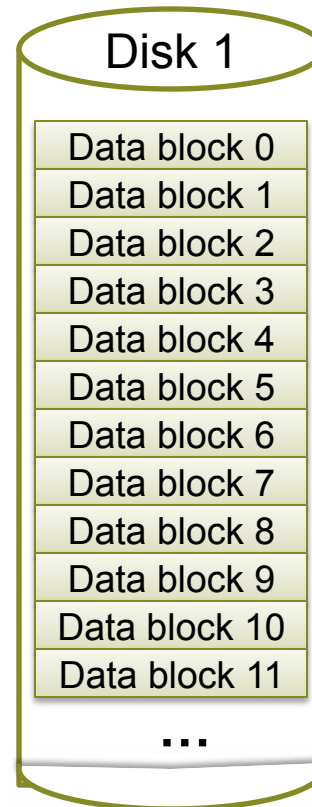 Disk 1
Data block 0
Data block 1
Data block 2
Data block 3
Data block 4
Data block 5
Data block 6
Data block 7
Data block 8
Data block 9
Data block 10
Data block 11
...